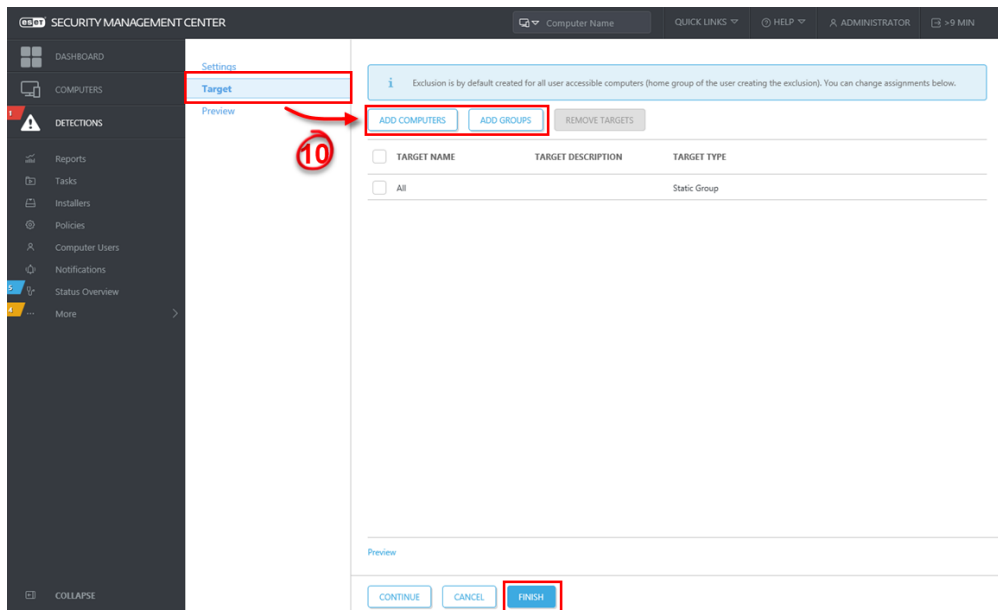 eset SECURITY MANAGEMENT CENTER
Computer Name
QUICK LINKS
HELP
ADMINISTRATOR
>9 MIN
DASHBOARD
COMPUTERS
1
DETECTIONS
Reports
Tasks
Installers
Policies
Computer Users
Notifications
5
Status Overview
4
More
COLLAPSE
Settings
Target
Preview
10
Exclusion is by default created for all user accessible computers (home group of the user creating the exclusion). You can change assignments below.
ADD COMPUTERS ADD GROUPS REMOVE TARGETS
TARGET NAME TARGET DESCRIPTION TARGET TYPE
All Static Group
Preview
CONTINUE CANCEL FINISH